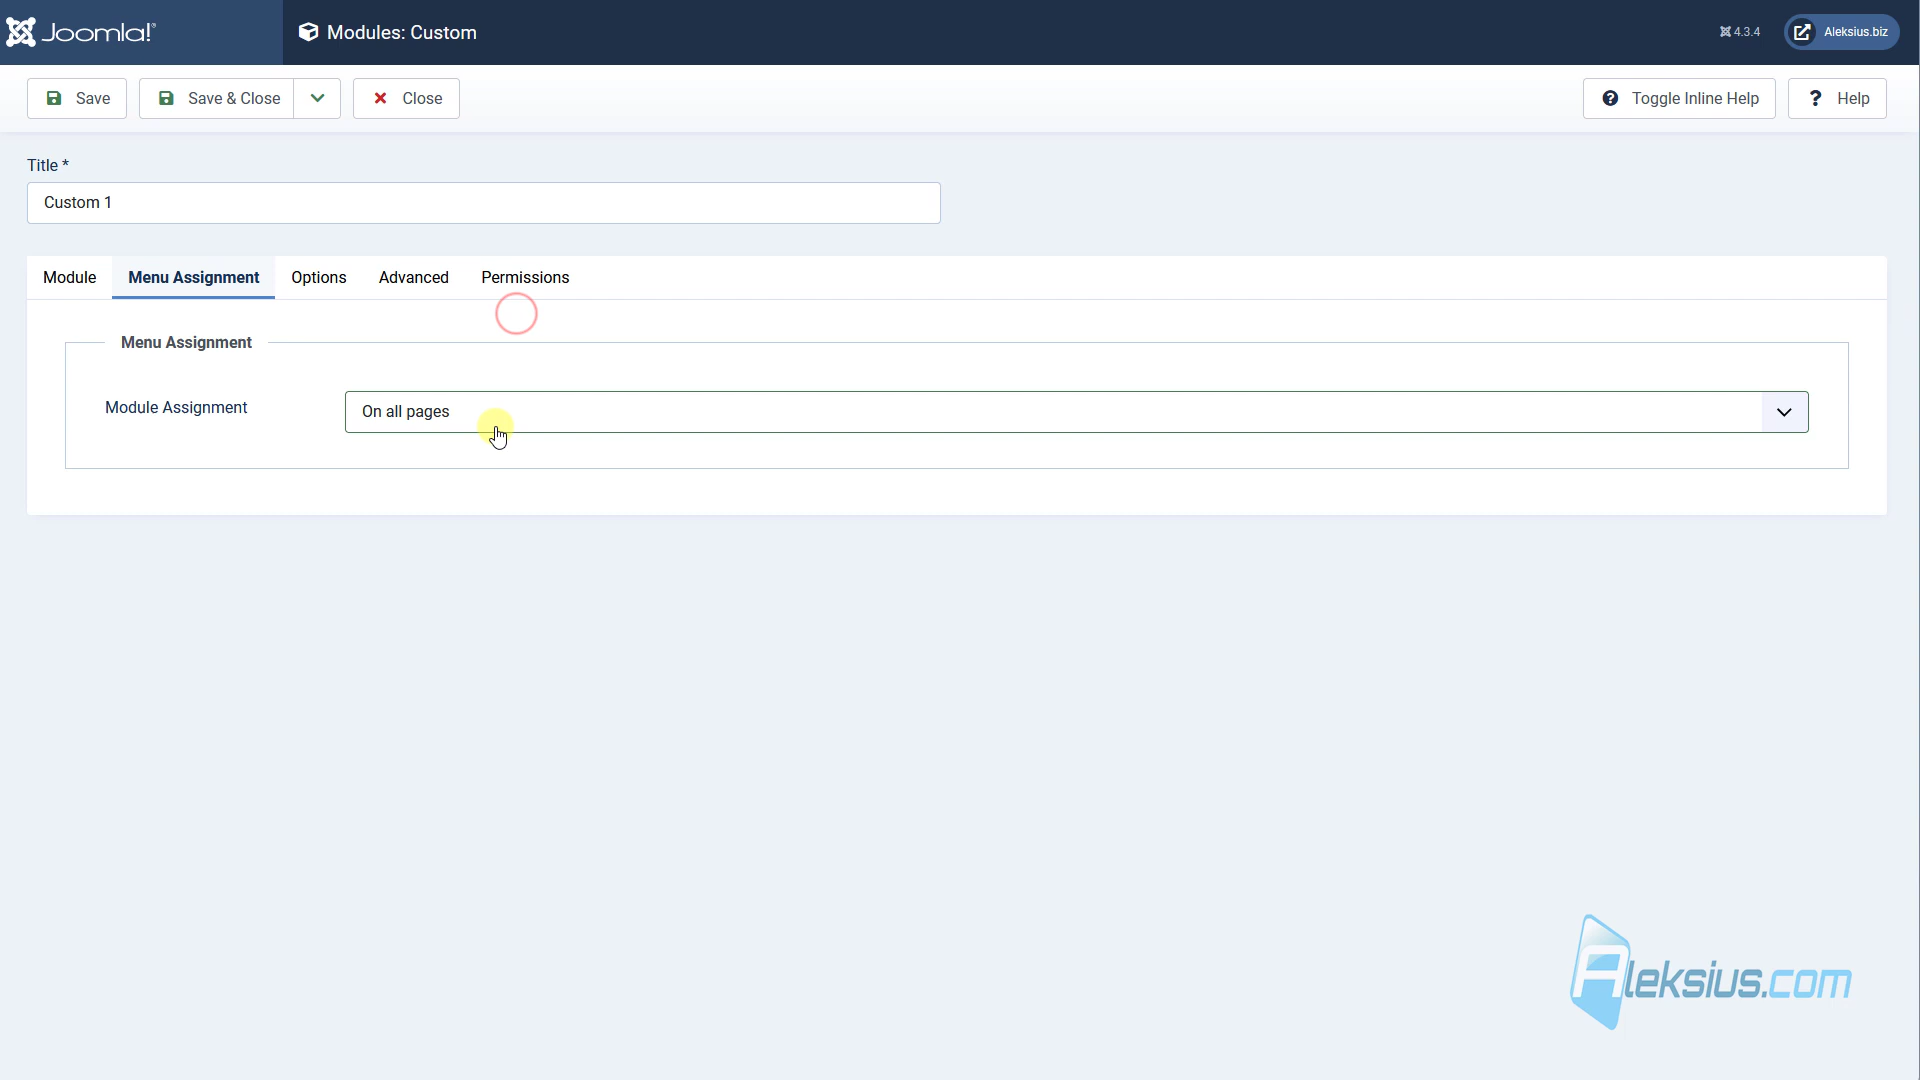 Joomla!®
Modules: Custom
4.3.4
Aleksius.biz
Save
Save & Close
Close
Toggle Inline Help
Help
Title *
Custom 1
Module
Menu Assignment
Options
Advanced
Permissions
Menu Assignment
Module Assignment
On all pages
Aleksius.com